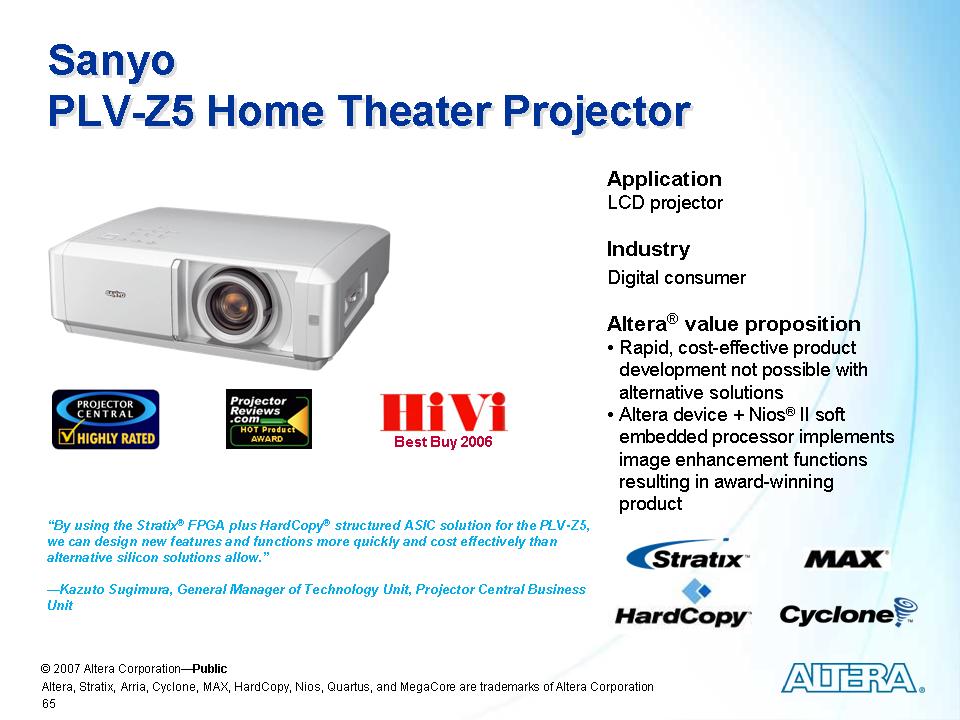 Sanyo
PLV-Z5 Home Theater Projector
SANYO
PROJECTOR
CENTRAL
HIGHLY RATED
Projector
Reviews
.com
HOT Product
AWARD
HiVi
Best Buy 2006
“By using the Stratix® FPGA plus HardCopy® structured ASIC solution for the PLV-Z5,
we can design new features and functions more quickly and cost effectively than
alternative silicon solutions allow.”
—Kazuto Sugimura, General Manager of Technology Unit, Projector Central Business
Unit
Application
LCD projector
Industry
Digital consumer
Altera® value proposition
• Rapid, cost-effective product
development not possible with
alternative solutions
• Altera device + Nios® II soft
embedded processor implements
image enhancement functions
resulting in award-winning
product
Stratix™
MAX®
HardCopy™
Cyclone™
© 2007 Altera Corporation—Public
Altera, Stratix, Arria, Cyclone, MAX, HardCopy, Nios, Quartus, and MegaCore are trademarks of Altera Corporation
65
ALTERA®